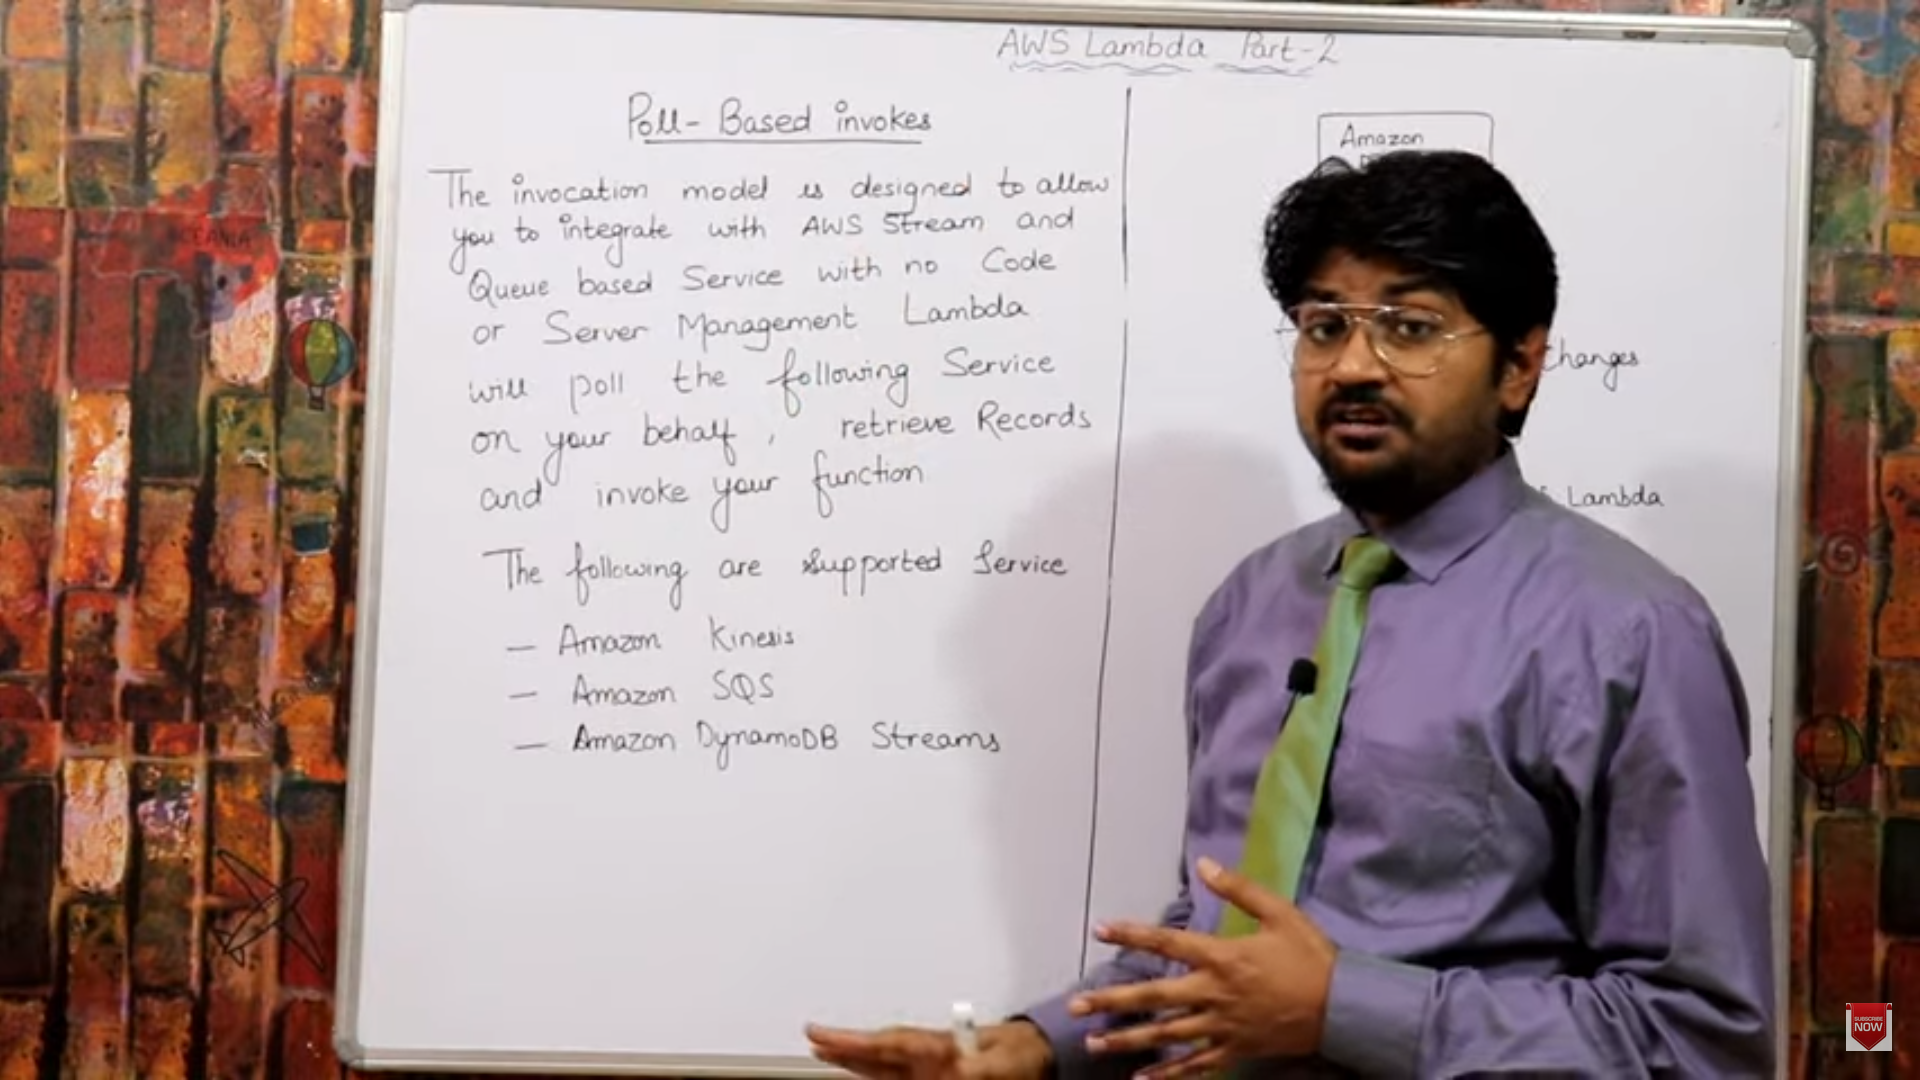 AWS Lambda Part-2
Poll-Based invokes
The invocation model is designed to allow
you to integrate with AWS Stream and
Queue based Service with no Code
or Server Management Lambda
will poll the following Service
on your behalf, retrieve Records
and invoke your function
The following are supported Service
— Amazon Kinesis
— Amazon SQS
— Amazon DynamoDB Streams
Amazon
changes
Lambda
OCEANIA
SUBSCRIBE
NOW